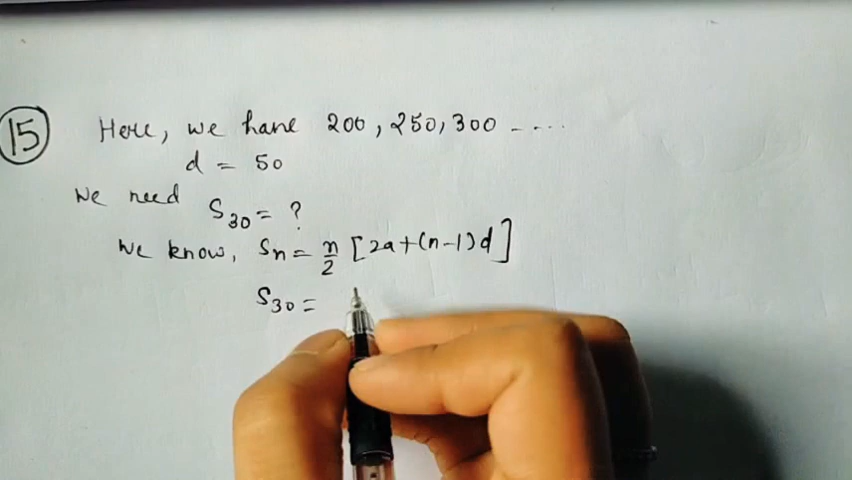 15 Here, we have 200, 250, 300 - ....
d = 50
We need S30 = ?
We know, Sn = n/2 [2a+(n-1)d]
S30 =